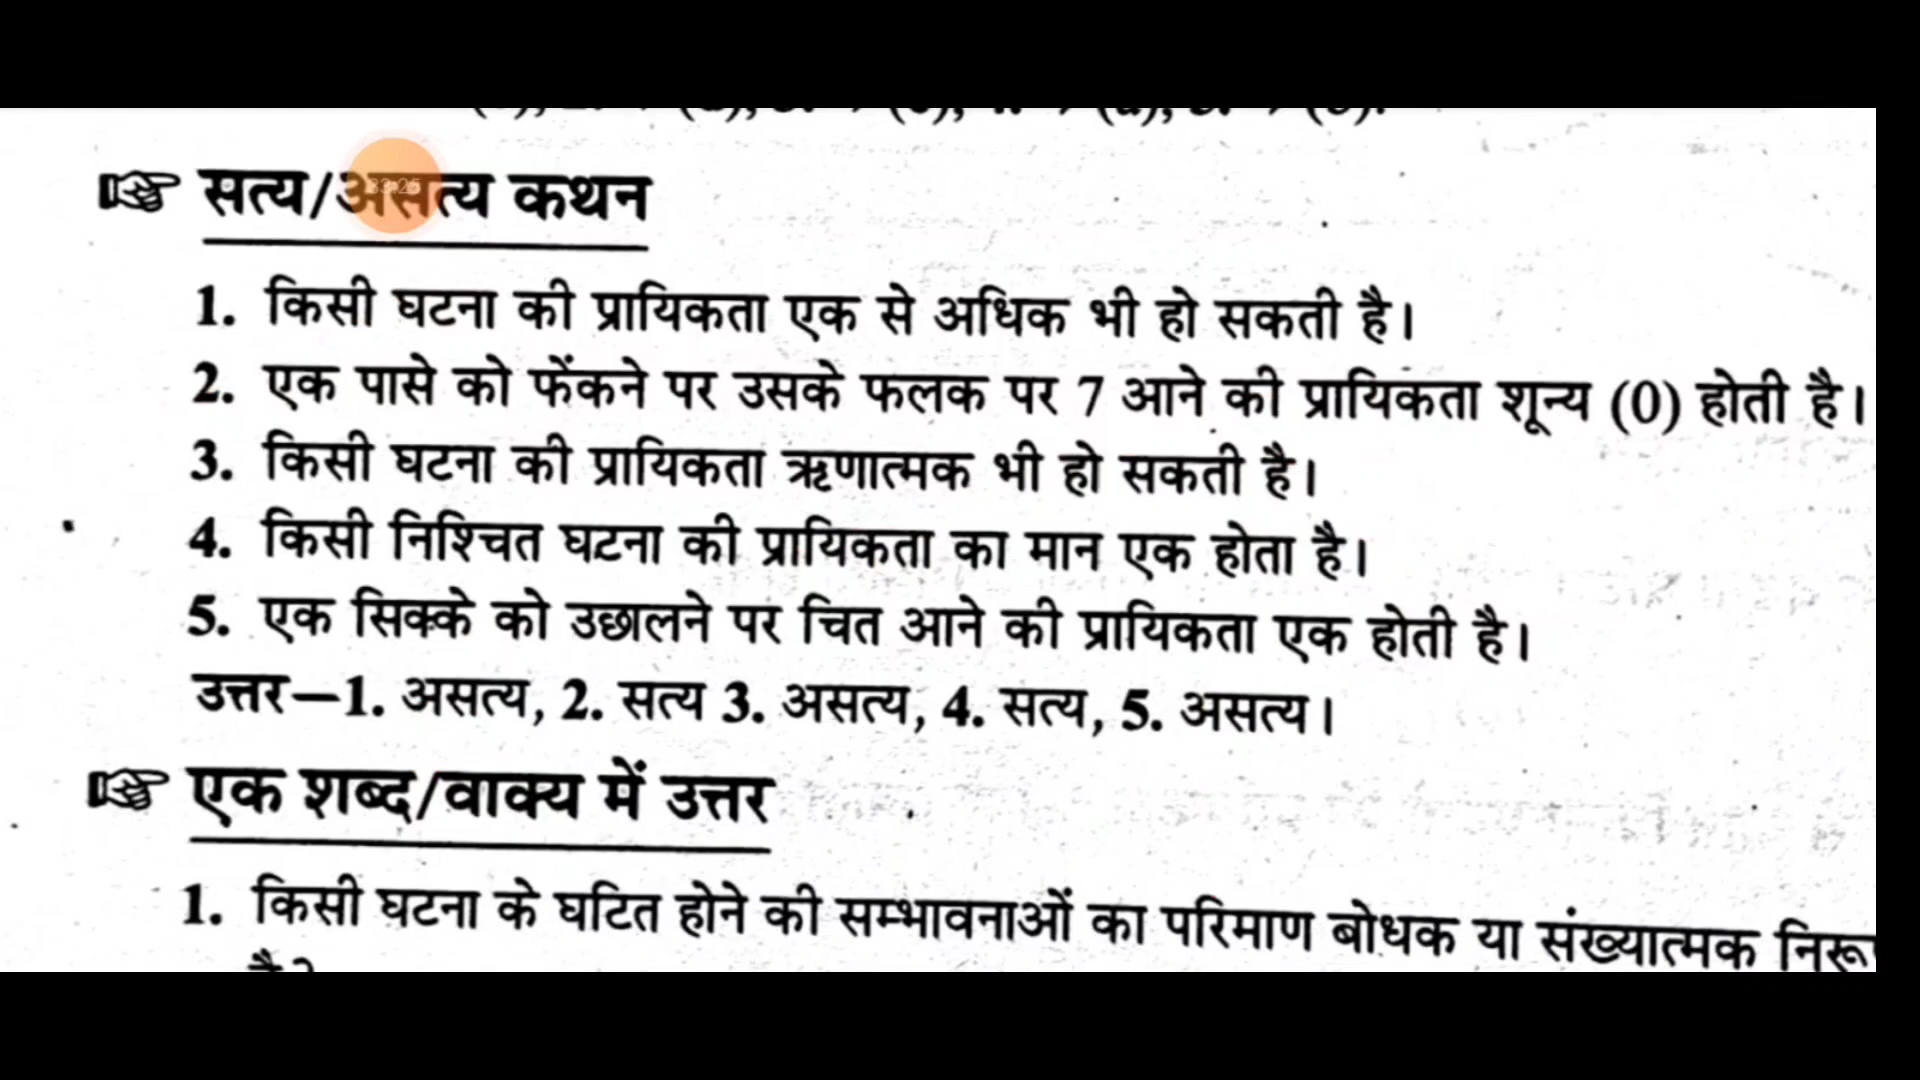 सत्य/असत्य कथन
1. किसी घटना की प्रायिकता एक से अधिक भी हो सकती है।
2. एक पासे को फेंकने पर उसके फलक पर 7 आने की प्रायिकता शून्य (0) होती है।
3. किसी घटना की प्रायिकता ऋणात्मक भी हो सकती है।
4. किसी निश्चित घटना की प्रायिकता का मान एक होता है।
5. एक सिक्के को उछालने पर चित आने की प्रायिकता एक होती है।
उत्तर—1. असत्य, 2. सत्य 3. असत्य, 4. सत्य, 5. असत्य।
एक शब्द/वाक्य में उत्तर
1. किसी घटना के घटित होने की सम्भावनाओं का परिमाण बोधक या संख्यात्मक